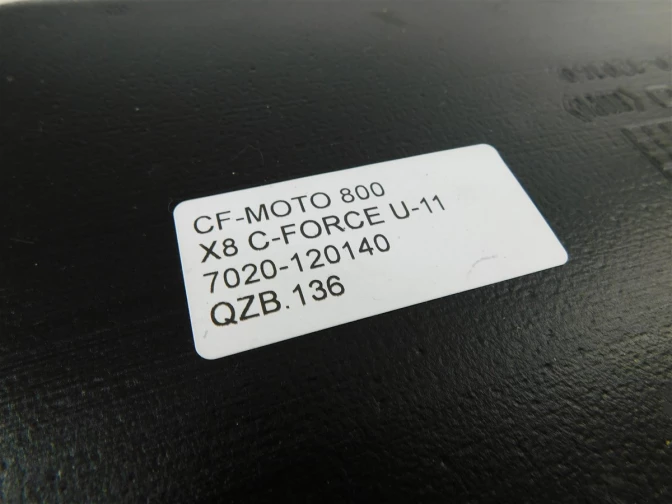 CF-MOTO 800
X8 C-FORCE U-11
7020-120140
QZB.136